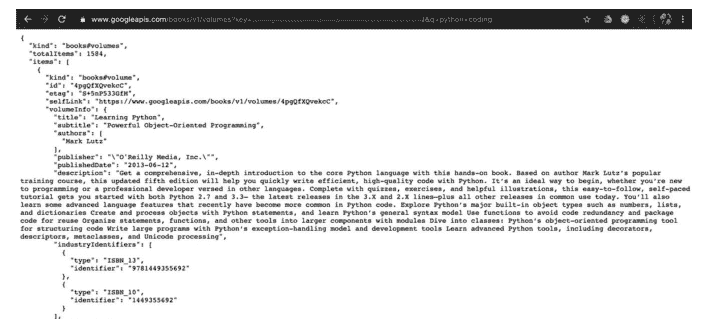 www.googleapis.com/books/v1/volumes?key= &q=python+coding
{
"kind": "books#volumes",
"totalItems": 1584,
"items": [
{
"kind": "books#volume",
"id": "4pgQfXQvekcC",
"etag": "S+5nP533GfM",
"selfLink": "https://www.googleapis.com/books/v1/volumes/4pgQfXQvekcC",
"volumeInfo": {
"title": "Learning Python",
"subtitle": "Powerful Object-Oriented Programming",
"authors": [
"Mark Lutz"
],
"publisher": "\"O'Reilly Media, Inc.\"",
"publishedDate": "2013-06-12",
"description": "Get a comprehensive, in-depth introduction to the core Python language with this hands-on book. Based on author Mark Lutz's popular
training course, this updated fifth edition will help you quickly write efficient, high-quality code with Python. It's an ideal way to begin, whether you're new
to programming or a professional developer versed in other languages. Complete with quizzes, exercises, and helpful illustrations, this easy-to-follow, self-paced
tutorial gets you started with both Python 2.7 and 3.3— the latest releases in the 3.X and 2.X lines—plus all other releases in common use today. You'll also
learn some advanced language features that recently have become more common in Python code. Explore Python's major built-in object types such as numbers, lists,
and dictionaries Create and process objects with Python statements, and learn Python's general syntax model Use functions to avoid code redundancy and package
code for reuse Organize statements, functions, and other tools into larger components with modules Dive into classes: Python's object-oriented programming tool
for structuring code Write large programs with Python's exception-handling model and development tools Learn advanced Python tools, including decorators,
descriptors, metaclasses, and Unicode processing",
"industryIdentifiers": [
{
"type": "ISBN_13",
"identifier": "9781449355692"
},
{
"type": "ISBN_10",
"identifier": "1449355692"
}
],